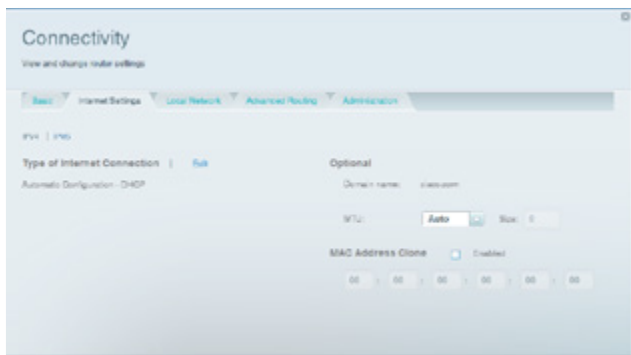 Connectivity
View and change router settings
Basic Internet Settings Local Network Advanced Routing Administration
IPv4 | IPv6
Type of Internet Connection | Edit
Automatic Configuration - DHCP
Optional
Domain name:
MTU: Auto Size: 0
MAC Address Clone Enabled
00 : 00 : 00 : 00 : 00 : 00